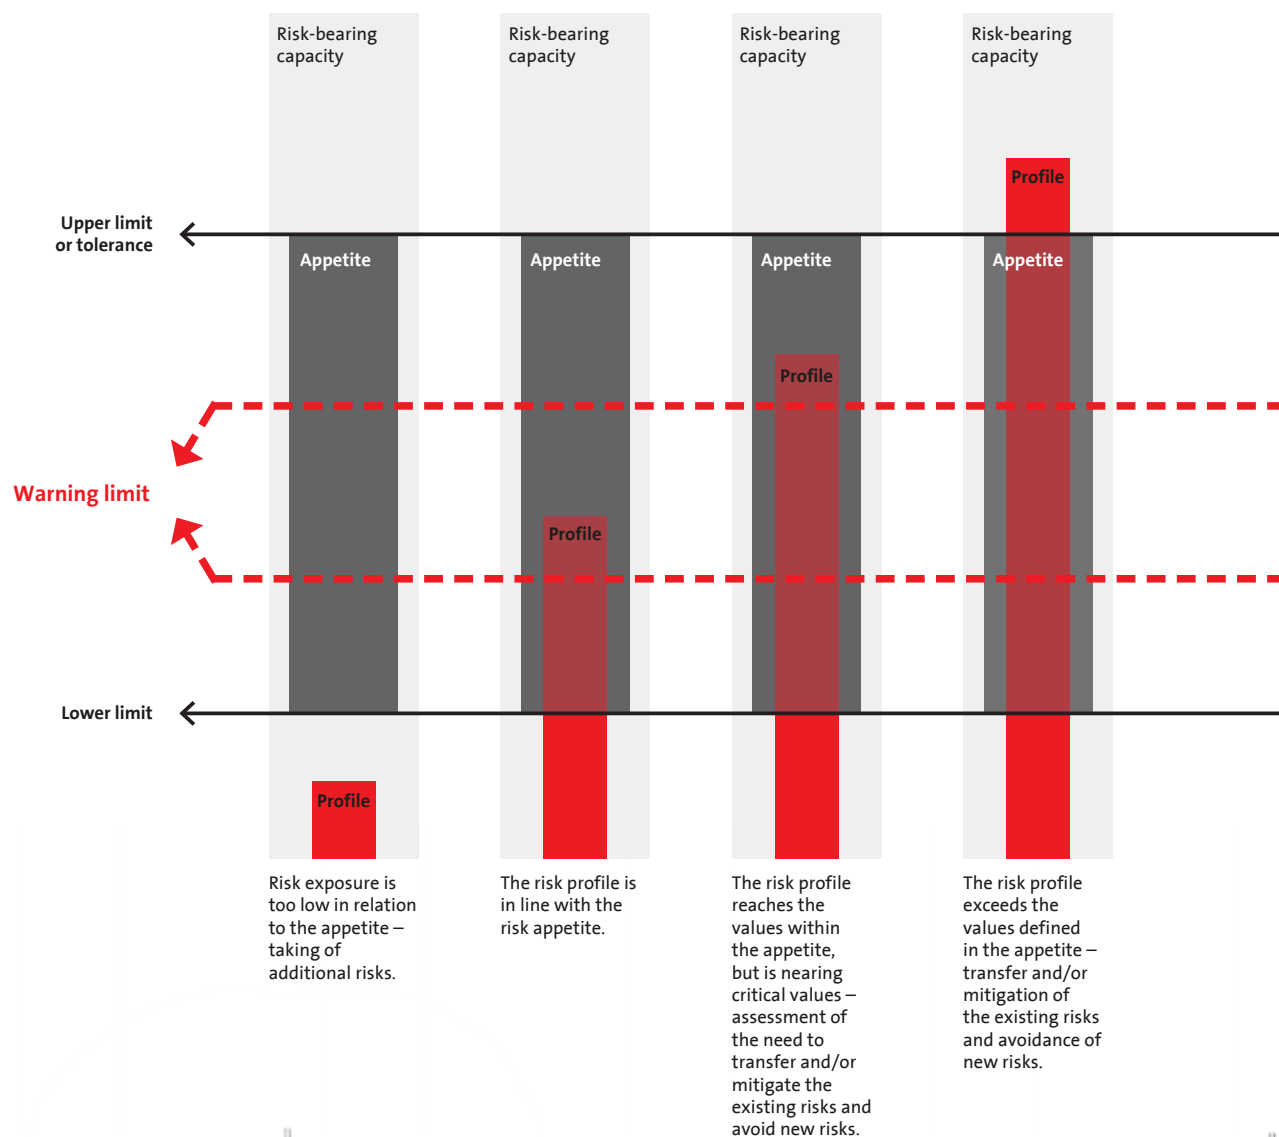 Risk-bearing
capacity
Risk-bearing
capacity
Risk-bearing
capacity
Risk-bearing
capacity
Profile
Upper limit
or tolerance
Appetite
Appetite
Appetite
Appetite
Profile
Warning limit
Profile
Lower limit
Profile
Risk exposure is
too low in relation
to the appetite –
taking of
additional risks.
The risk profile is
in line with the
risk appetite.
The risk profile
reaches the
values within
the appetite,
but is nearing
critical values –
assessment of
the need to
transfer and/or
mitigate the
existing risks and
avoid new risks.
The risk profile
exceeds the
values defined
in the appetite –
transfer and/or
mitigation of
the existing risks
and avoidance of
new risks.